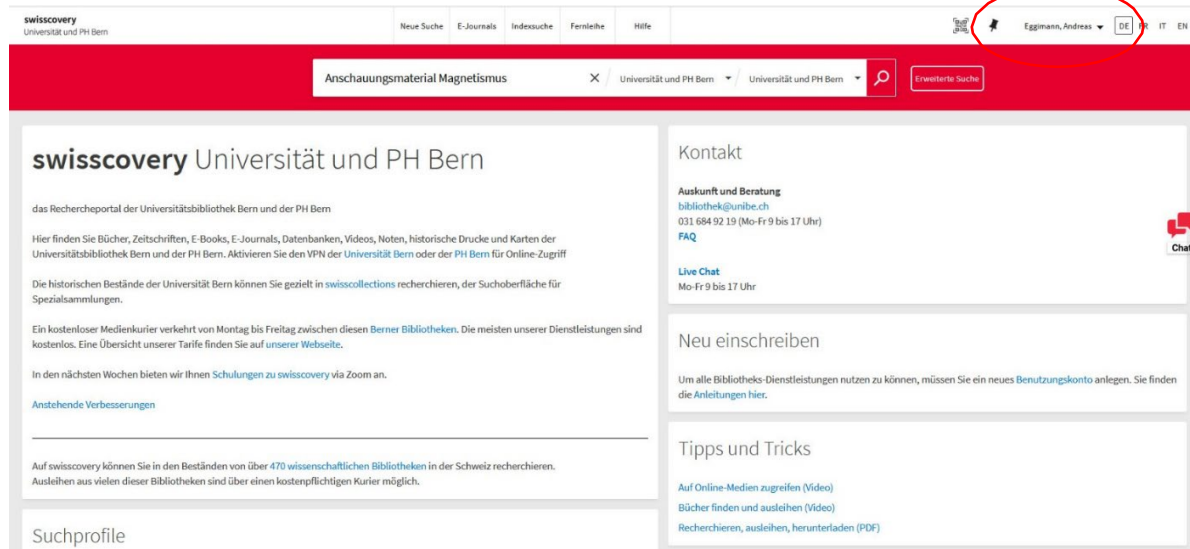 swisscovery
Universität und PH Bern
Neue Suche E-Journals Indexsuche Fernleihe Hilfe
Eggimann, Andreas DE FR IT EN
Anschauungsmaterial Magnetismus
Universität und PH Bern
Universität und PH Bern
Erweiterte Suche
swisscovery Universität und PH Bern
das Rechercheportal der Universitätsbibliothek Bern und der PH Bern
Hier finden Sie Bücher, Zeitschriften, E-Books, E-Journals, Datenbanken, Videos, Noten, historische Drucke und Karten der
Universitätsbibliothek Bern und der PH Bern. Aktivieren Sie den VPN der Universität Bern oder der PH Bern für Online-Zugriff
Die historischen Bestände der Universität Bern können Sie gezielt in swisscollections recherchieren, der Suchoberfläche für
Spezialsammlungen.
Ein kostenloser Medienkurier verkehrt von Montag bis Freitag zwischen diesen Berner Bibliotheken. Die meisten unserer Dienstleistungen sind
kostenlos. Eine Übersicht unserer Tarife finden Sie auf unserer Webseite.
In den nächsten Wochen bieten wir Ihnen Schulungen zu swisscovery via Zoom an.
Anstehende Verbesserungen
Auf swisscovery können Sie in den Beständen von über 470 wissenschaftlichen Bibliotheken in der Schweiz recherchieren.
Ausleihen aus vielen dieser Bibliotheken sind über einen kostenpflichtigen Kurier möglich.
Suchprofile
Kontakt
Auskunft und Beratung
bibliothek@unibe.ch
031 684 92 19 (Mo-Fr 9 bis 17 Uhr)
FAQ
Live Chat
Mo-Fr 9 bis 17 Uhr
Chat
Neu einschreiben
Um alle Bibliotheks-Dienstleistungen nutzen zu können, müssen Sie ein neues Benutzungskonto anlegen. Sie finden
die Anleitungen hier.
Tipps und Tricks
Auf Online-Medien zugreifen (Video)
Bücher finden und ausleihen (Video)
Recherchieren, ausleihen, herunterladen (PDF)